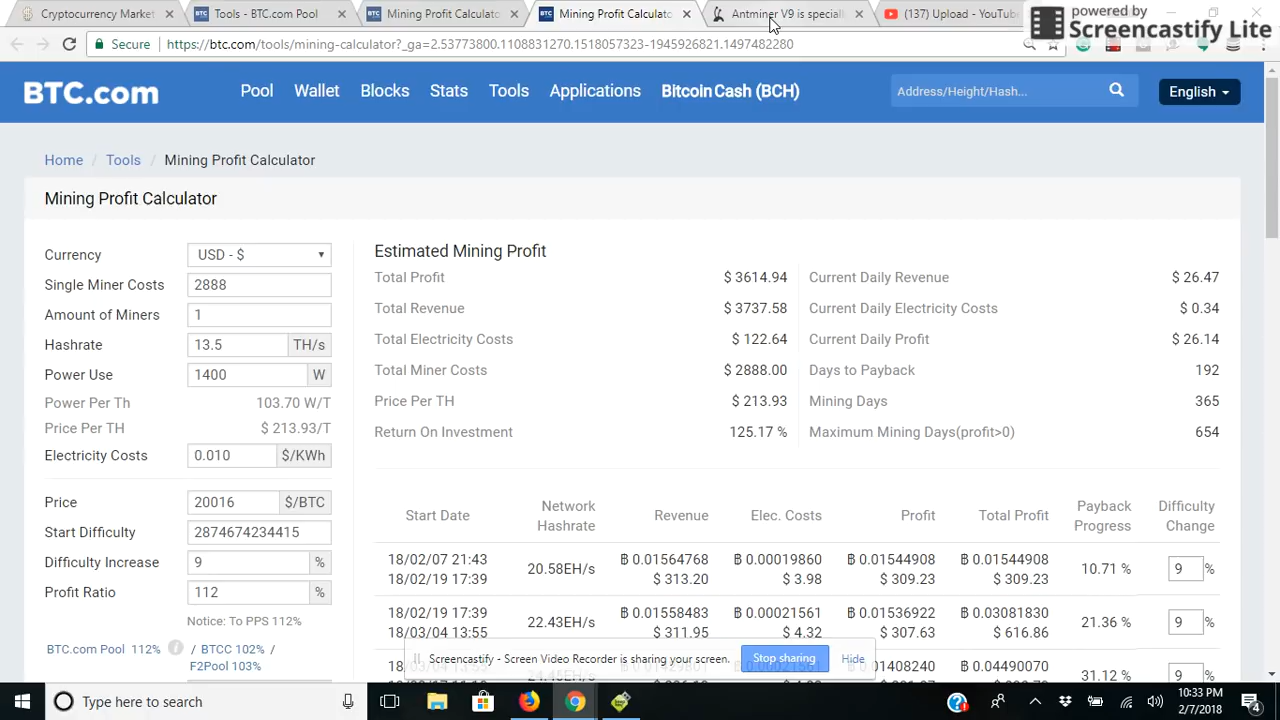 Cryptocurrency Market
Tools - BTC.com Pool
Mining Profit Calculato
Mining Profit Calculato
Antminer V9 is speciall
(137) Upload - YouTub
powered by
Screencastify Lite
Secure
https://btc.com/tools/mining-calculator?_ga=2.53773800.1108851270.1518057323-1945926821.1497482280
BTC.com
Pool
Wallet
Blocks
Stats
Tools
Applications
Bitcoin Cash (BCH)
Address/Height/Hash...
English
Home / Tools / Mining Profit Calculator
Mining Profit Calculator
Currency USD - $
Single Miner Costs 2888
Amount of Miners 1
Hashrate 13.5 TH/s
Power Use 1400 W
Power Per Th 103.70 W/T
Price Per TH $ 213.93/T
Electricity Costs 0.010 $/KWh
Price 20016 $/BTC
Start Difficulty 2874674234415
Difficulty Increase 9 %
Profit Ratio 112 %
Notice: To PPS 112%
BTC.com Pool 112% / BTCC 102% /
F2Pool 103%
Estimated Mining Profit
Total Profit $ 3614.94
Total Revenue $ 3737.58
Total Electricity Costs $ 122.64
Total Miner Costs $ 2888.00
Price Per TH $ 213.93
Return On Investment 125.17 %
Current Daily Revenue $ 26.47
Current Daily Electricity Costs $ 0.34
Current Daily Profit $ 26.14
Days to Payback 192
Mining Days 365
Maximum Mining Days(profit>0) 654
Start Date Network Hashrate Revenue Elec. Costs Profit Total Profit Payback Progress Difficulty Change
18/02/07 21:43 20.58EH/s ฿ 0.01564768 ฿ 0.00019860 ฿ 0.01544908 ฿ 0.01544908 10.71 % 9 %
18/02/19 17:39 $ 313.20 $ 3.98 $ 309.23 $ 309.23
18/02/19 17:39 22.43EH/s ฿ 0.01558483 ฿ 0.00021561 ฿ 0.01536922 ฿ 0.03081830 21.36 % 9 %
18/03/04 13:55 $ 311.95 $ 4.32 $ 307.63 $ 616.86
0.01408240 ฿ 0.04490070 31.12 % 9 %
Screencastify - Screen Video Recorder is sharing your screen.
Stop sharing
Hide
Type here to search
10:33 PM
2/7/2018
4